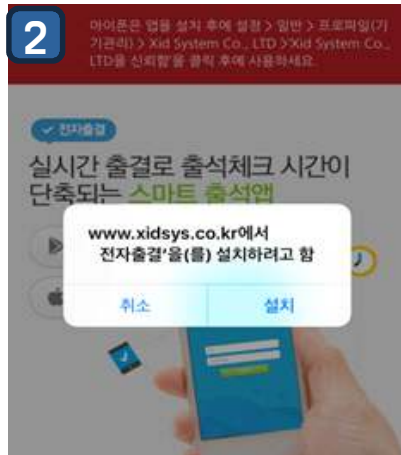 2
아이폰은 앱을 설치 후에 설정 > 일반 > 프로파일(기
기관리) > Xid System Co., LTD >'Xid System Co.,
LTD'을 신뢰함'을 클릭 후에 사용하세요.
전자출결
실시간 출결로 출석체크 시간이
단축되는 스마트 출석앱
www.xidsys.co.kr에서
전자출결'을(를) 설치하려고 함
취소
설치